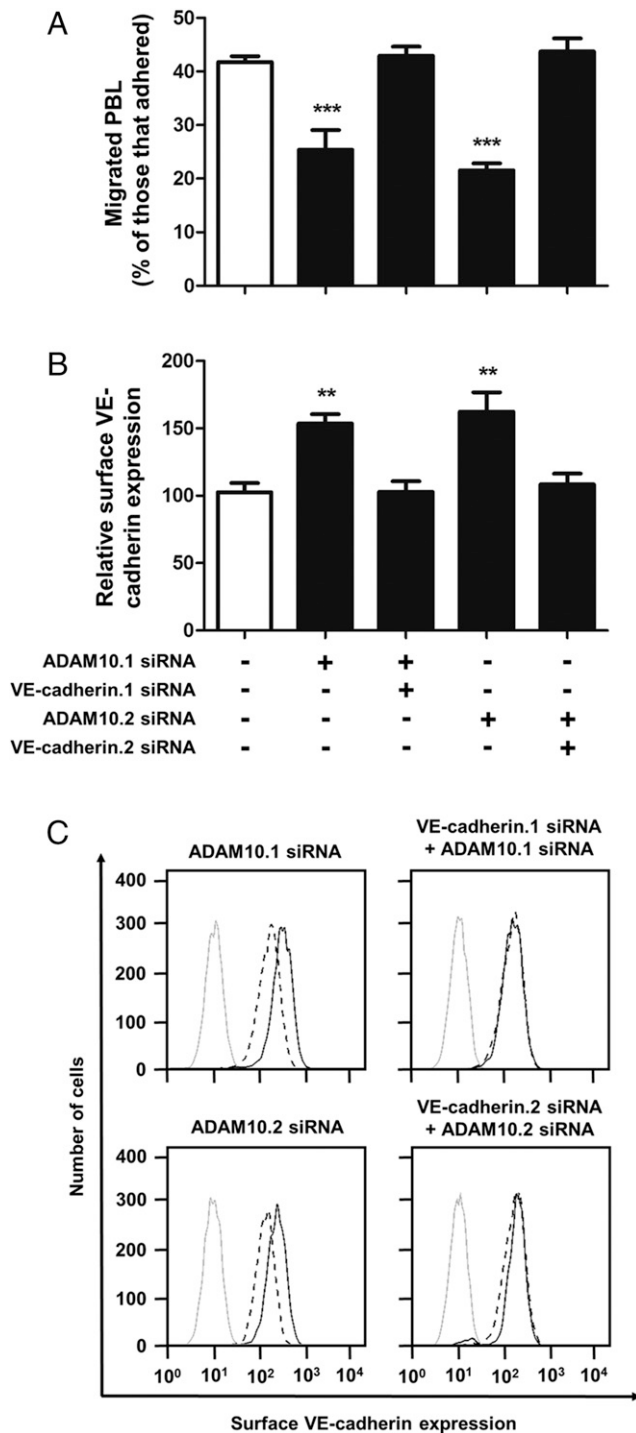 A
Migrated PBL
(% of those that adhered)
50
40
30
20
10
0
***
***
B
Relative surface VE-
cadherin expression
200
150
100
50
0
**
**
ADAM10.1 siRNA - + + - -
VE-cadherin.1 siRNA - - + - -
ADAM10.2 siRNA - - - + +
VE-cadherin.2 siRNA - - - - +
C
Number of cells
ADAM10.1 siRNA
400
300
200
100
0
VE-cadherin.1 siRNA
+ ADAM10.1 siRNA
ADAM10.2 siRNA
400
300
200
100
0
VE-cadherin.2 siRNA
+ ADAM10.2 siRNA
10⁰ 10¹ 10² 10³ 10⁴
10⁰ 10¹ 10² 10³ 10⁴
Surface VE-cadherin expression